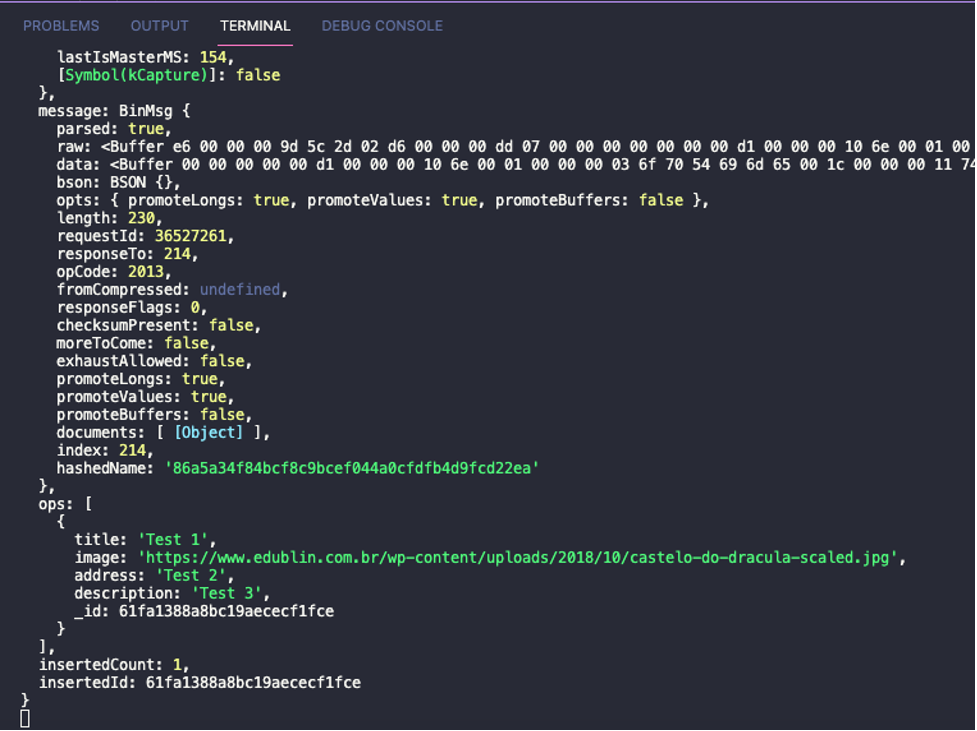 PROBLEMS OUTPUT TERMINAL DEBUG CONSOLE
lastIsMasterMS: 154,
[Symbol(kCapture)]: false
},
message: BinMsg {
parsed: true,
raw: <Buffer e6 00 00 00 9d 5c 2d 02 d6 00 00 00 dd 07 00 00 00 00 00 00 00 d1 00 00 00 10 6e 00 01 00
data: <Buffer 00 00 00 00 00 d1 00 00 00 10 6e 00 01 00 00 00 03 6f 70 54 69 6d 65 00 1c 00 00 00 11 74
bson: BSON {},
opts: { promoteLongs: true, promoteValues: true, promoteBuffers: false },
length: 230,
requestId: 36527261,
responseTo: 214,
opCode: 2013,
fromCompressed: undefined,
responseFlags: 0,
checksumPresent: false,
moreToCome: false,
exhaustAllowed: false,
promoteLongs: true,
promoteValues: true,
promoteBuffers: false,
documents: [ [Object] ],
index: 214,
hashedName: '86a5a34f84bcf8c9bcef044a0cfdfb4d9fcd22ea'
},
ops: [
{
title: 'Test 1',
image: 'https://www.edublin.com.br/wp-content/uploads/2018/10/castelo-do-dracula-scaled.jpg',
address: 'Test 2',
description: 'Test 3',
_id: 61fa1388a8bc19aececf1fce
}
],
insertedCount: 1,
insertedId: 61fa1388a8bc19aececf1fce
}